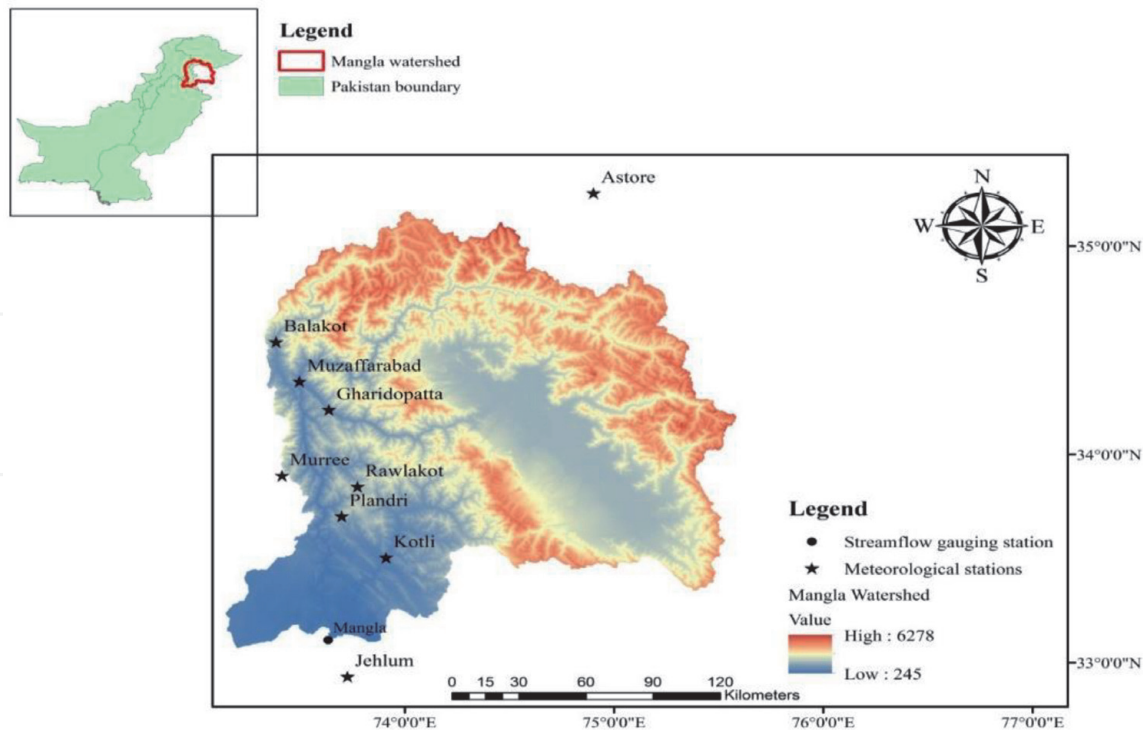 Legend
Mangla watershed
Pakistan boundary
Astore
N
W E
S
35°0'0"N
Balakot
Muzaffarabad
Gharidopatta
34°0'0"N
Murree
Rawlakot
Plandri
Kotli
Legend
Streamflow gauging station
Meteorological stations
Mangla Watershed
Value
High : 6278
Low : 245
Mangla
Jehlum
33°0'0"N
0 15 30 60 90 120
Kilometers
74°0'0"E 75°0'0"E 76°0'0"E 77°0'0"E